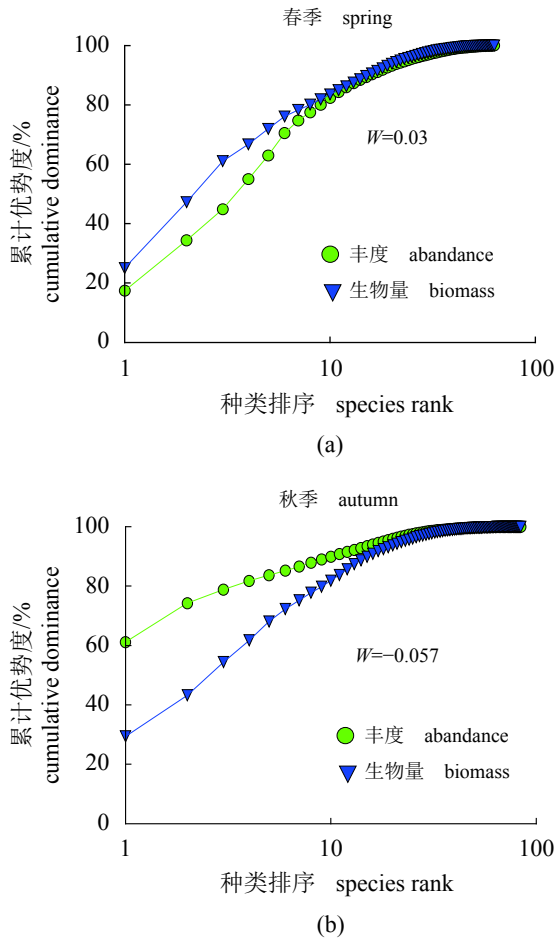 春季 spring
100
80
60
40
20
0
累计优势度/%
cumulative dominance
W=0.03
丰度 abandance
生物量 biomass
1
10
100
种类排序 species rank
(a)
秋季 autumn
100
80
60
40
20
0
累计优势度/%
cumulative dominance
W=−0.057
丰度 abandance
生物量 biomass
1
10
100
种类排序 species rank
(b)